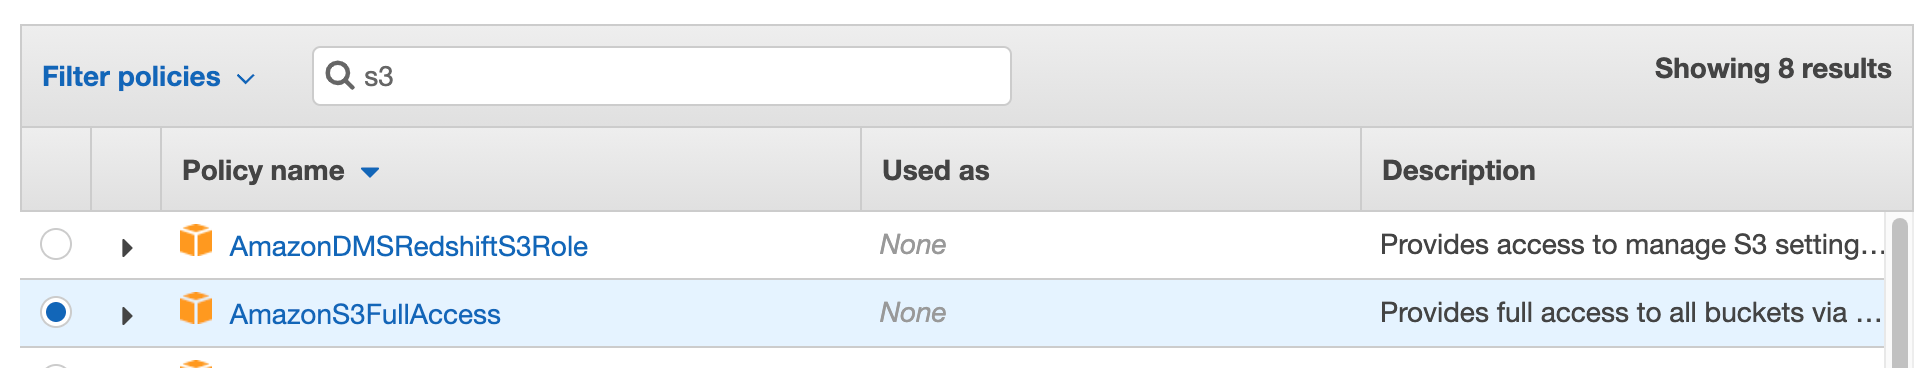 Filter policies
s3
Showing 8 results
Policy name
Used as
Description
AmazonDMSRedshiftS3Role
None
Provides access to manage S3 setting...
AmazonS3FullAccess
None
Provides full access to all buckets via ...